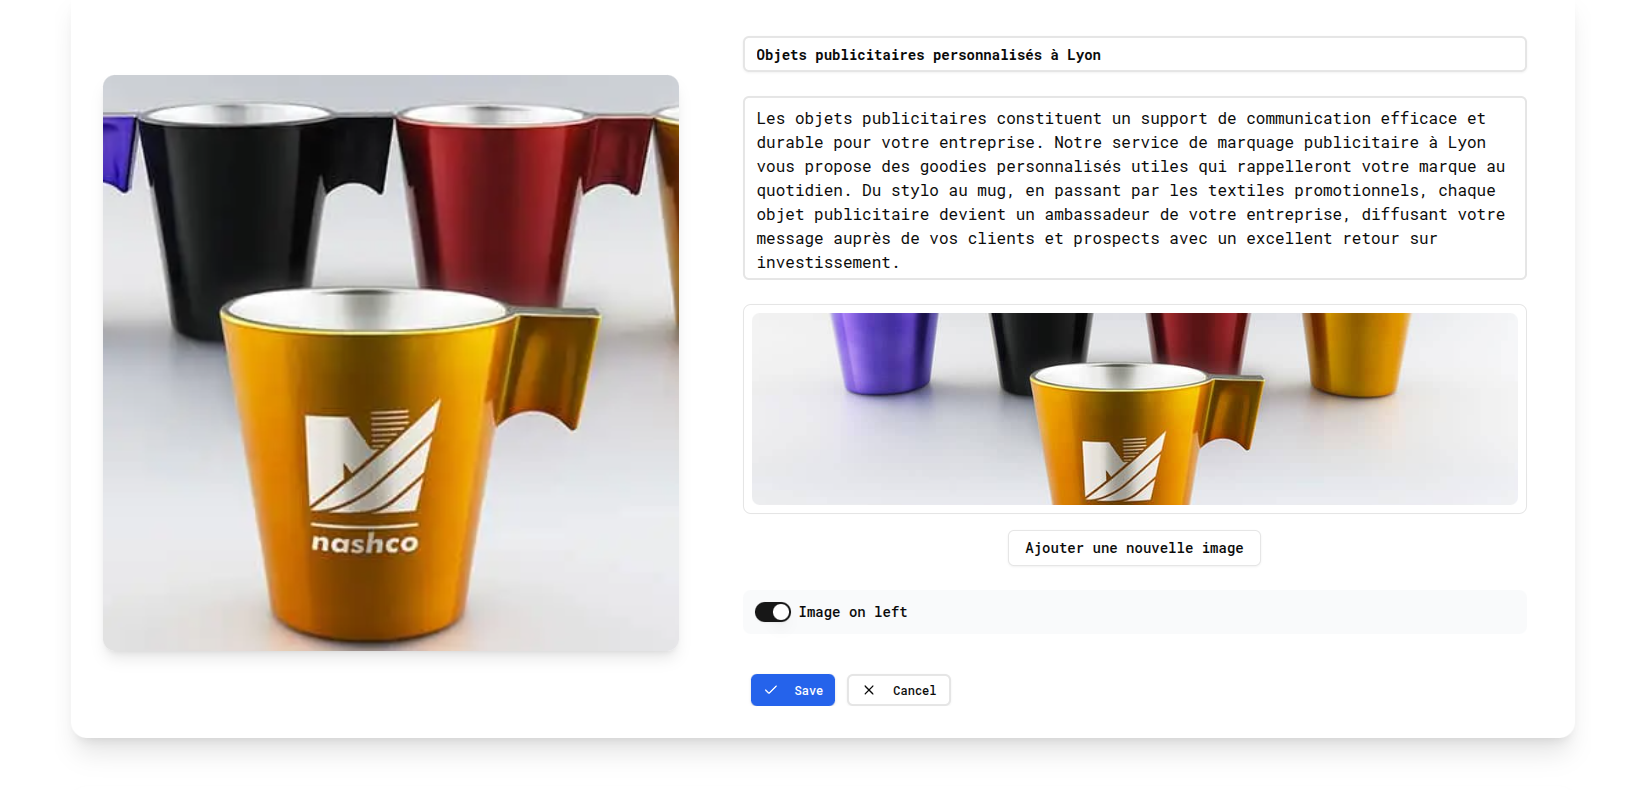 Objets publicitaires personnalisés à Lyon
Les objets publicitaires constituent un support de communication efficace et
durable pour votre entreprise. Notre service de marquage publicitaire à Lyon
vous propose des goodies personnalisés utiles qui rappelleront votre marque au
quotidien. Du stylo au mug, en passant par les textiles promotionnels, chaque
objet publicitaire devient un ambassadeur de votre entreprise, diffusant votre
message auprès de vos clients et prospects avec un excellent retour sur
investissement.
nashco
Ajouter une nouvelle image
Image on left
Save
Cancel